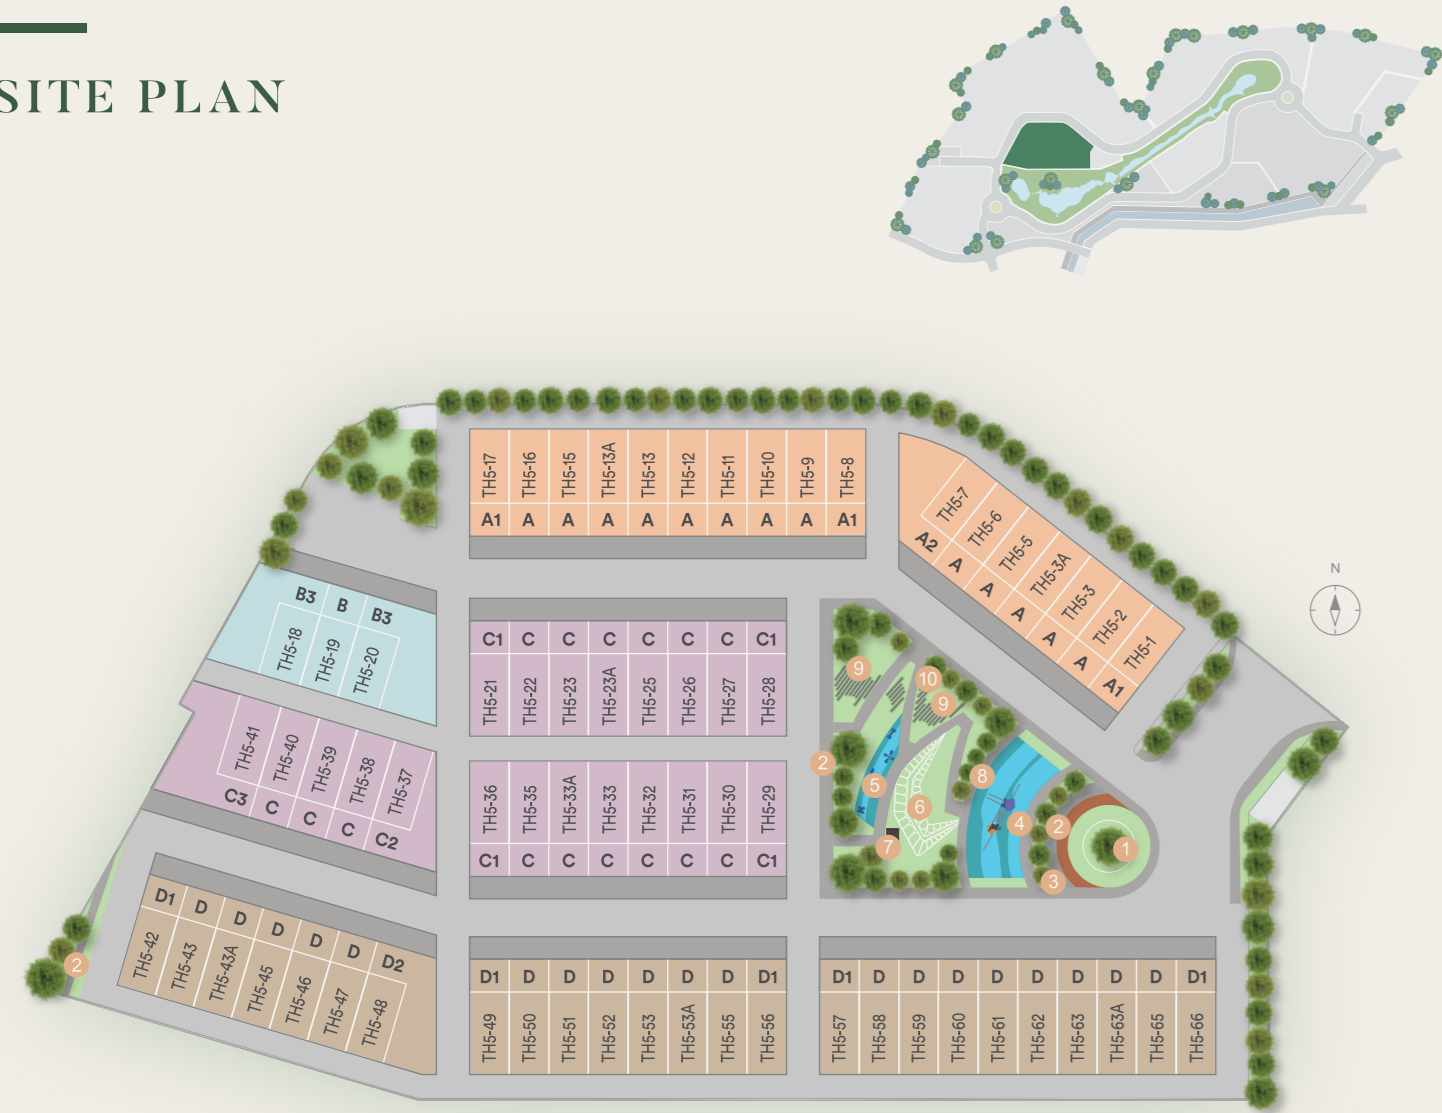 SITE PLAN
TH5-17 TH5-16 TH5-15 TH5-13A TH5-13 TH5-12 TH5-11 TH5-10 TH5-9 TH5-8
A1 A A A A A A A A A1
TH5-7 TH5-6 TH5-5 TH5-3A TH5-3 TH5-2 TH5-1
A2 A A A A A A1
N
B3 B B3
TH5-18 TH5-19 TH5-20
C1 C C C C C C C1
TH5-21 TH5-22 TH5-23 TH5-23A TH5-25 TH5-26 TH5-27 TH5-28
TH5-41 TH5-40 TH5-39 TH5-38 TH5-37
C3 C C C C2
TH5-36 TH5-35 TH5-33A TH5-33 TH5-32 TH5-31 TH5-30 TH5-29
C1 C C C C C C C1
9
10
9
2
5
8
6
4
2
7
1
3
D1 D D D D D D2
TH5-42 TH5-43 TH5-43A TH5-45 TH5-46 TH5-47 TH5-48
2
D1 D D D D D D D1
TH5-49 TH5-50 TH5-51 TH5-52 TH5-53 TH5-53A TH5-55 TH5-56
D1 D D D D D D D D D1
TH5-57 TH5-58 TH5-59 TH5-60 TH5-61 TH5-62 TH5-63 TH5-63A TH5-65 TH5-66